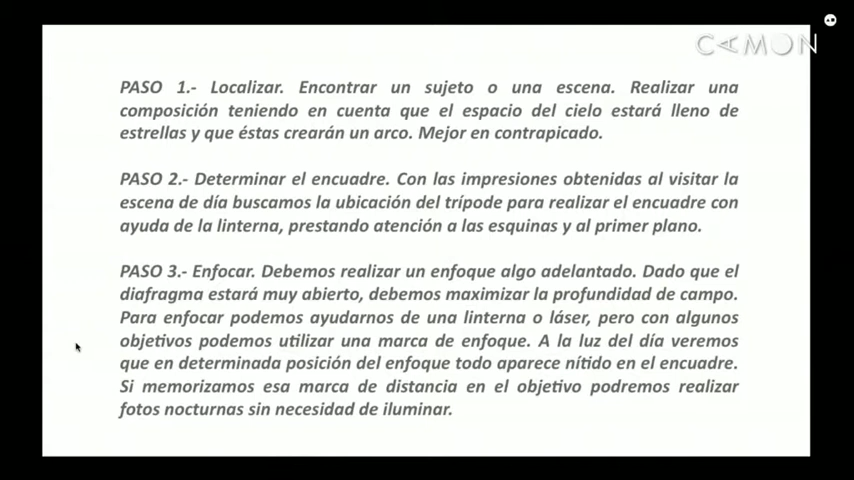 CAMON
PASO 1.- Localizar. Encontrar un sujeto o una escena. Realizar una
composición teniendo en cuenta que el espacio del cielo estará lleno de
estrellas y que éstas crearán un arco. Mejor en contrapicado.
PASO 2.- Determinar el encuadre. Con las impresiones obtenidas al visitar la
escena de día buscamos la ubicación del trípode para realizar el encuadre con
ayuda de la linterna, prestando atención a las esquinas y al primer plano.
PASO 3.- Enfocar. Debemos realizar un enfoque algo adelantado. Dado que el
diafragma estará muy abierto, debemos maximizar la profundidad de campo.
Para enfocar podemos ayudarnos de una linterna o láser, pero con algunos
objetivos podemos utilizar una marca de enfoque. A la luz del día veremos
que en determinada posición del enfoque todo aparece nítido en el encuadre.
Si memorizamos esa marca de distancia en el objetivo podremos realizar
fotos nocturnas sin necesidad de iluminar.